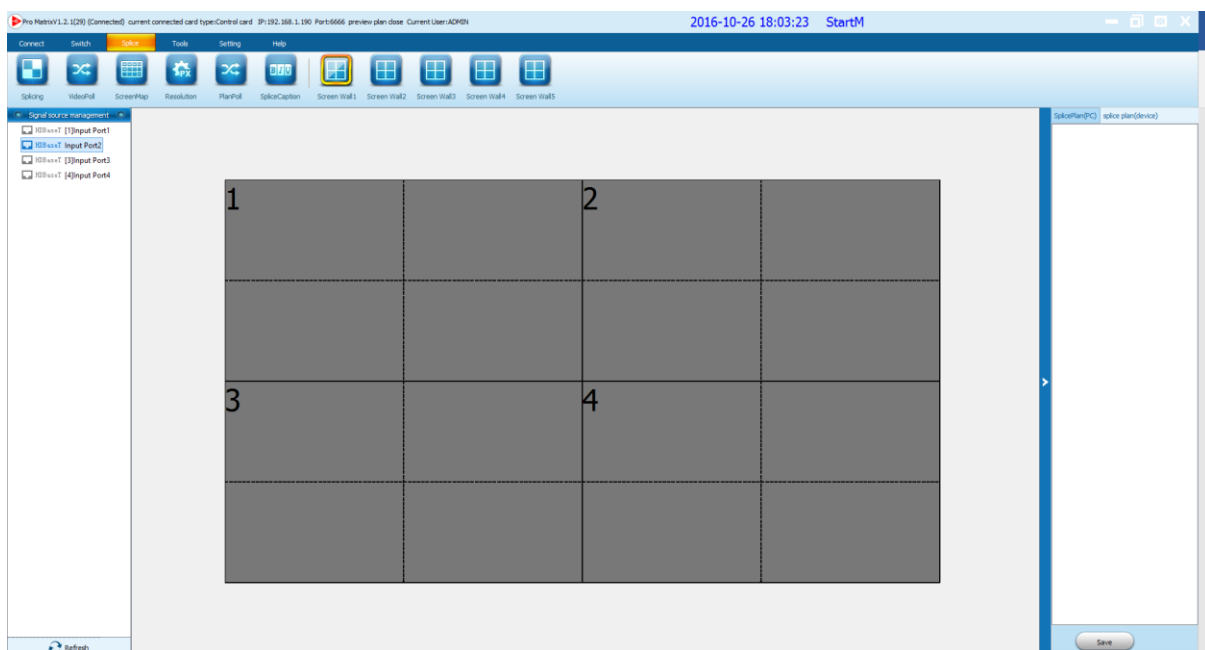 Pro MatrixV1.2.1(29) (Connected) current connected card type:Control card IP:192.168.1.190 Port:6666 preview plan close Current User:ADMIN 2016-10-26 18:03:23 StartM
Connect Switch Splice Tools Setting Help
Splicing VideoPoll ScreenMap Resolution PlanPoll SpliceCaption Screen Wall1 Screen Wall2 Screen Wall3 Screen Wall4 Screen Wall5
Signal source management
SplicePlan(PC) splice plan(device)
HDBaseT [1]Input Port1
HDBaseT Input Port2
HDBaseT [3]Input Port3
HDBaseT [4]Input Port4
1 2
3 4
Refresh
Save